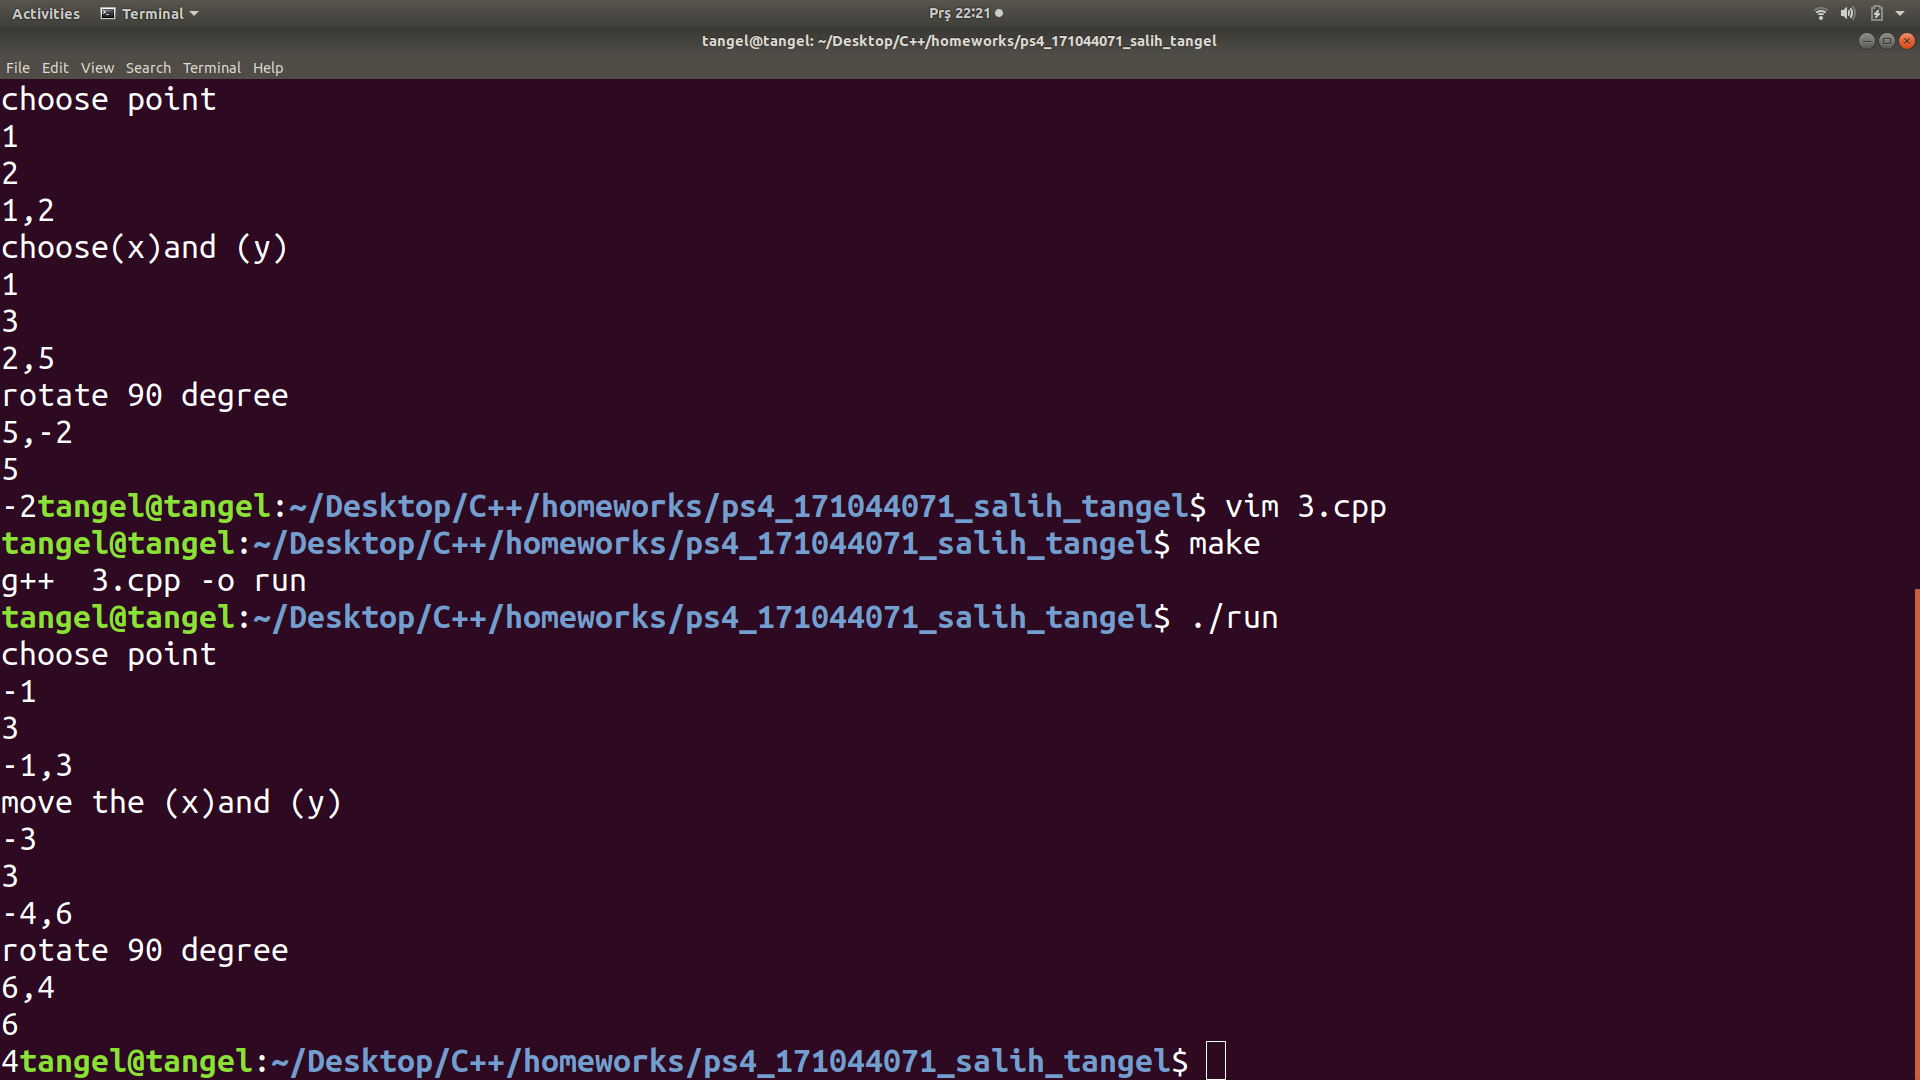 Activities Terminal Prş 22:21
tangel@tangel: ~/Desktop/C++/homeworks/ps4_171044071_salih_tangel
File Edit View Search Terminal Help
choose point
1
2
1,2
choose(x)and (y)
1
3
2,5
rotate 90 degree
5,-2
5
-2tangel@tangel:~/Desktop/C++/homeworks/ps4_171044071_salih_tangel$ vim 3.cpp
tangel@tangel:~/Desktop/C++/homeworks/ps4_171044071_salih_tangel$ make
g++  3.cpp -o run
tangel@tangel:~/Desktop/C++/homeworks/ps4_171044071_salih_tangel$ ./run
choose point
-1
3
-1,3
move the (x)and (y)
-3
3
-4,6
rotate 90 degree
6,4
6
4tangel@tangel:~/Desktop/C++/homeworks/ps4_171044071_salih_tangel$